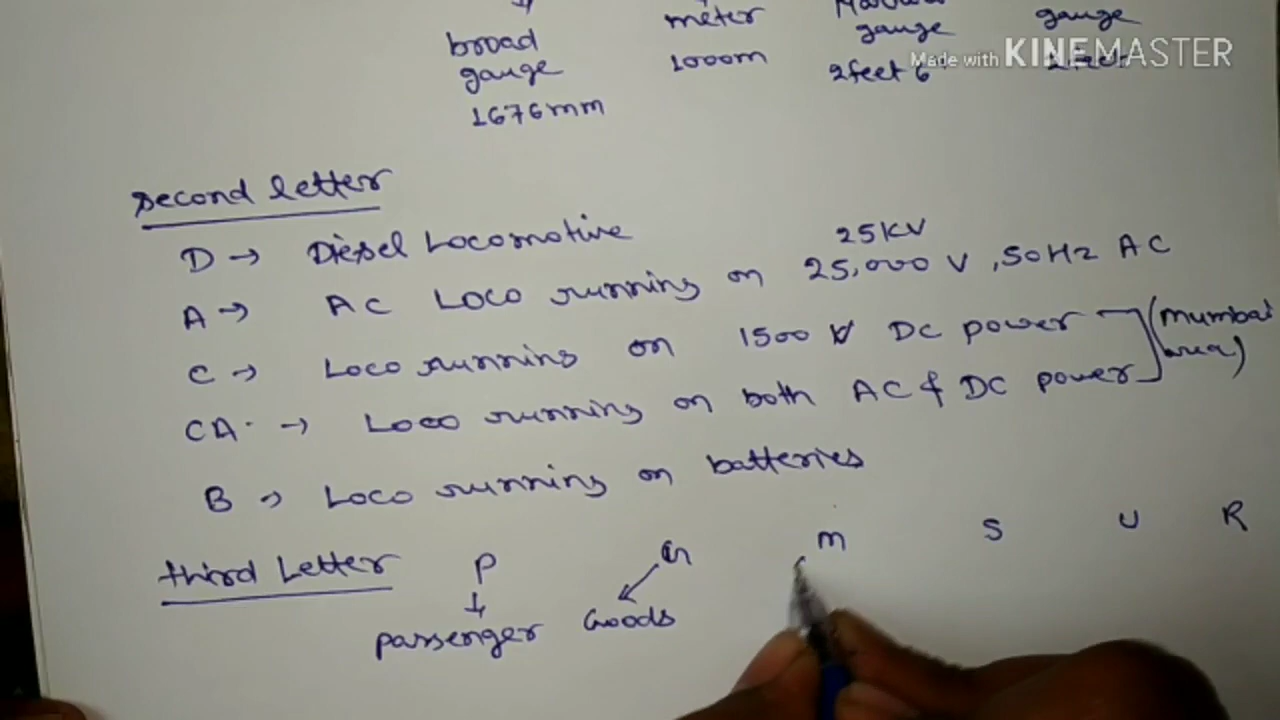 broad gauge 1676mm
meter 1000m
gauge 2feet 6"
gauge 2feet
Made with KINEMASTER
Second letter
D → Diesel Locomotive
25KV
A → AC Loco running on 25,000 V ,50Hz AC
C → Loco running on 1500 V DC power (Mumbai area)
CA → Loco running on both AC & DC power
B → Loco running on batteries
third Letter P G M S U R
passenger Goods